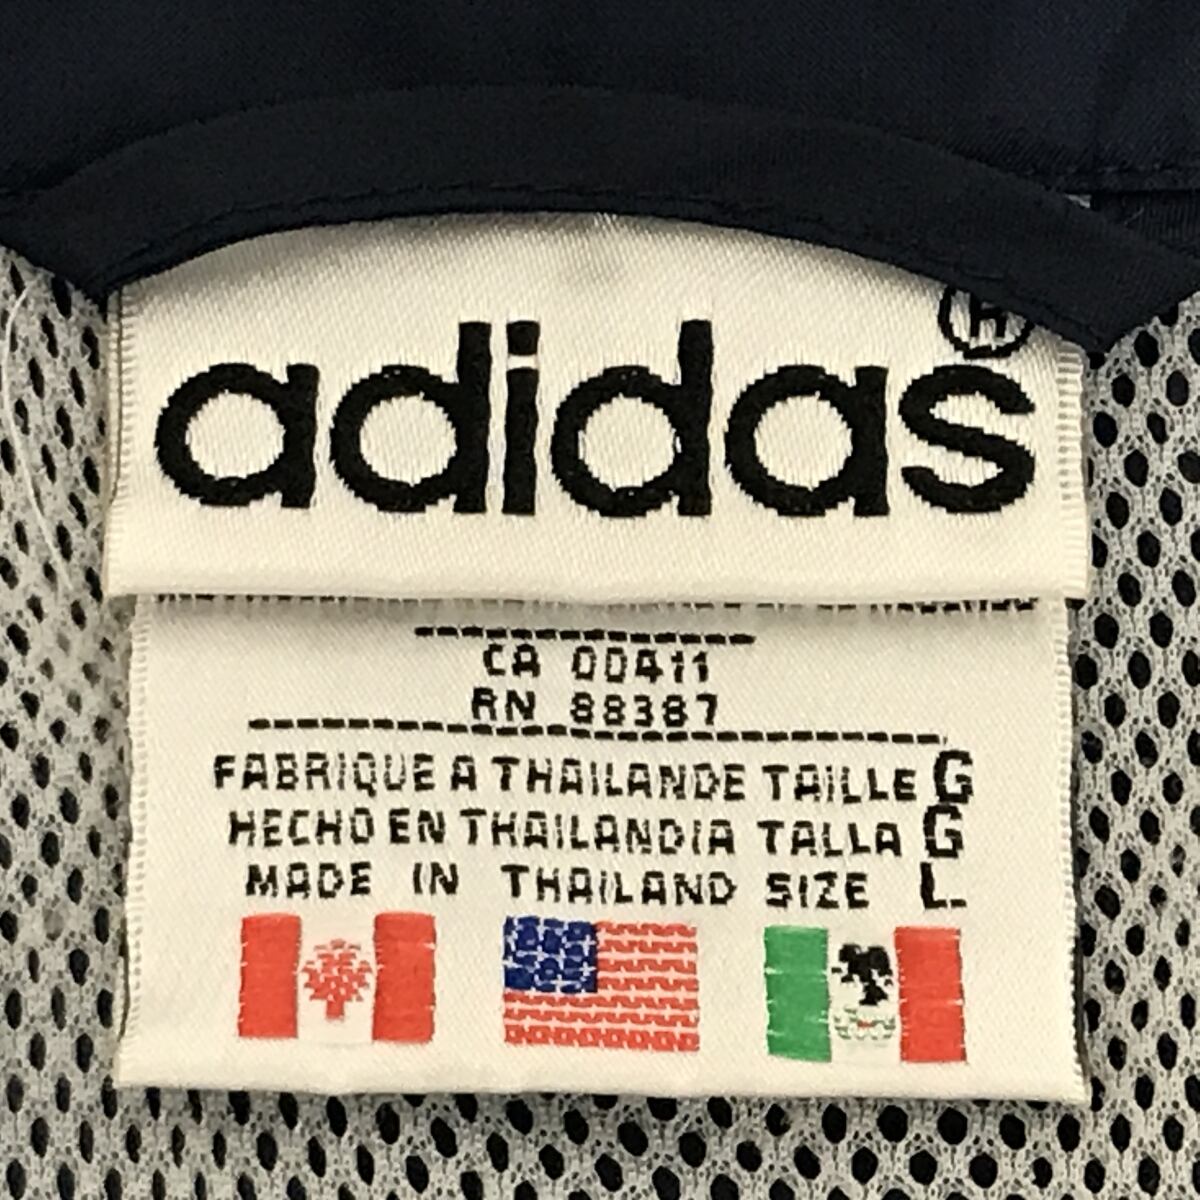 adidas®
CA 00411
RN 88387
FABRIQUE A THAILANDE TAILLE G
HECHO EN THAILANDIA TALLA G
MADE IN THAILAND SIZE L